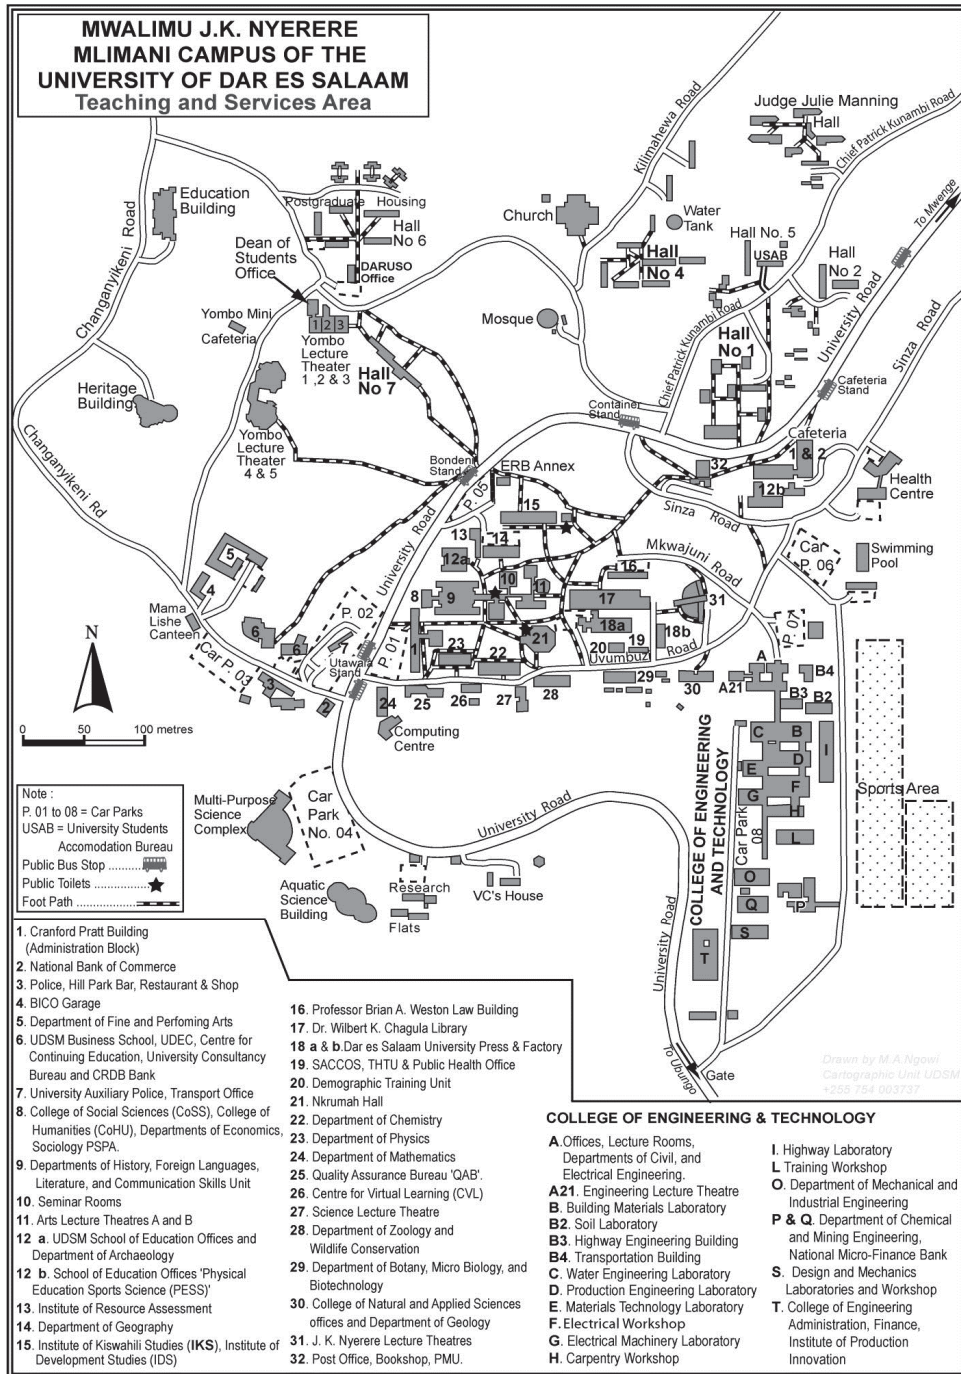 MWALIMU J.K. NYERERE
MLIMANI CAMPUS OF THE
UNIVERSITY OF DAR ES SALAAM
Teaching and Services Area
Judge Julie Manning
Hall
Chief Patrick Kunambi Road
Kilimahewa Road
To Mwenge
Education
Building
Changanyikeni Road
Postgraduate Housing
Hall
No 6
Dean of
Students
Office
DARUSO
Office
Church
Water
Tank
Hall
No 4
Hall No. 5
USAB
Hall
No 2
University Road
Sinza Road
Yombo Mini
Cafeteria
1 2 3
Yombo
Lecture
Theater
1 ,2 & 3
Hall
No 7
Mosque
Chief Patrick Kunambi Road
Hall
No 1
Heritage
Building
Container
Stand
Cafeteria
Stand
Changanyikeni Rd
Yombo
Lecture
Theater
4 & 5
Bondeni
Stand
ERB Annex
Cafeteria
1 & 2
32
12b
Health
Centre
P. 05
15
Sinza Road
University Road
13
14
12a
Mkwajuni Road
Car
P. 06
Swimming
Pool
5
4
10
16
8
9
11
17
31
Mama
Lishe
Canteen
P. 02
6
6
7
Utawala
Stand
P. 01
1
23
22
21
18a
20
19
18b
Uvumbuzi Road
P. 07
N
Car P. 03
3
2
24
25
26
27
28
29
30
A
A21
B4
B3
B2
0 50 100 metres
Computing
Centre
COLLEGE OF ENGINEERING
AND TECHNOLOGY
C
B
I
D
E
F
G
H
L
Car Park
08
Sports Area
Note :
P. 01 to 08 = Car Parks
USAB = University Students
Accomodation Bureau
Public Bus Stop
Public Toilets
Foot Path
Multi-Purpose
Science
Complex
Car
Park
No. 04
University Road
Aquatic
Science
Building
Research
Flats
VC's House
O
Q
P
S
T
University Road
To Ubungo
Gate
Drawn by M.A.Ngowi
Cartographic Unit UDSM
+255 754 003737
1. Cranford Pratt Building
(Administration Block)
2. National Bank of Commerce
3. Police, Hill Park Bar, Restaurant & Shop
4. BICO Garage
5. Department of Fine and Perfoming Arts
6. UDSM Business School, UDEC, Centre for
Continuing Education, University Consultancy
Bureau and CRDB Bank
7. University Auxiliary Police, Transport Office
8. College of Social Sciences (CoSS), College of
Humanities (CoHU), Departments of Economics,
Sociology PSPA.
9. Departments of History, Foreign Languages,
Literature, and Communication Skills Unit
10. Seminar Rooms
11. Arts Lecture Theatres A and B
12 a. UDSM School of Education Offices and
Department of Archaeology
12 b. School of Education Offices 'Physical
Education Sports Science (PESS)'
13. Institute of Resource Assessment
14. Department of Geography
15. Institute of Kiswahili Studies (IKS), Institute of
Development Studies (IDS)
16. Professor Brian A. Weston Law Building
17. Dr. Wilbert K. Chagula Library
18 a & b.Dar es Salaam University Press & Factory
19. SACCOS, THTU & Public Health Office
20. Demographic Training Unit
21. Nkrumah Hall
22. Department of Chemistry
23. Department of Physics
24. Department of Mathematics
25. Quality Assurance Bureau 'QAB'.
26. Centre for Virtual Learning (CVL)
27. Science Lecture Theatre
28. Department of Zoology and
Wildlife Conservation
29. Department of Botany, Micro Biology, and
Biotechnology
30. College of Natural and Applied Sciences
offices and Department of Geology
31. J. K. Nyerere Lecture Theatres
32. Post Office, Bookshop, PMU.
COLLEGE OF ENGINEERING & TECHNOLOGY
A.Offices, Lecture Rooms,
Departments of Civil, and
Electrical Engineering.
A21. Engineering Lecture Theatre
B. Building Materials Laboratory
B2. Soil Laboratory
B3. Highway Engineering Building
B4. Transportation Building
C. Water Engineering Laboratory
D. Production Engineering Laboratory
E. Materials Technology Laboratory
F. Electrical Workshop
G. Electrical Machinery Laboratory
H. Carpentry Workshop
I. Highway Laboratory
L Training Workshop
O. Department of Mechanical and
Industrial Engineering
P & Q. Department of Chemical
and Mining Engineering,
National Micro-Finance Bank
S. Design and Mechanics
Laboratories and Workshop
T. College of Engineering
Administration, Finance,
Institute of Production
Innovation